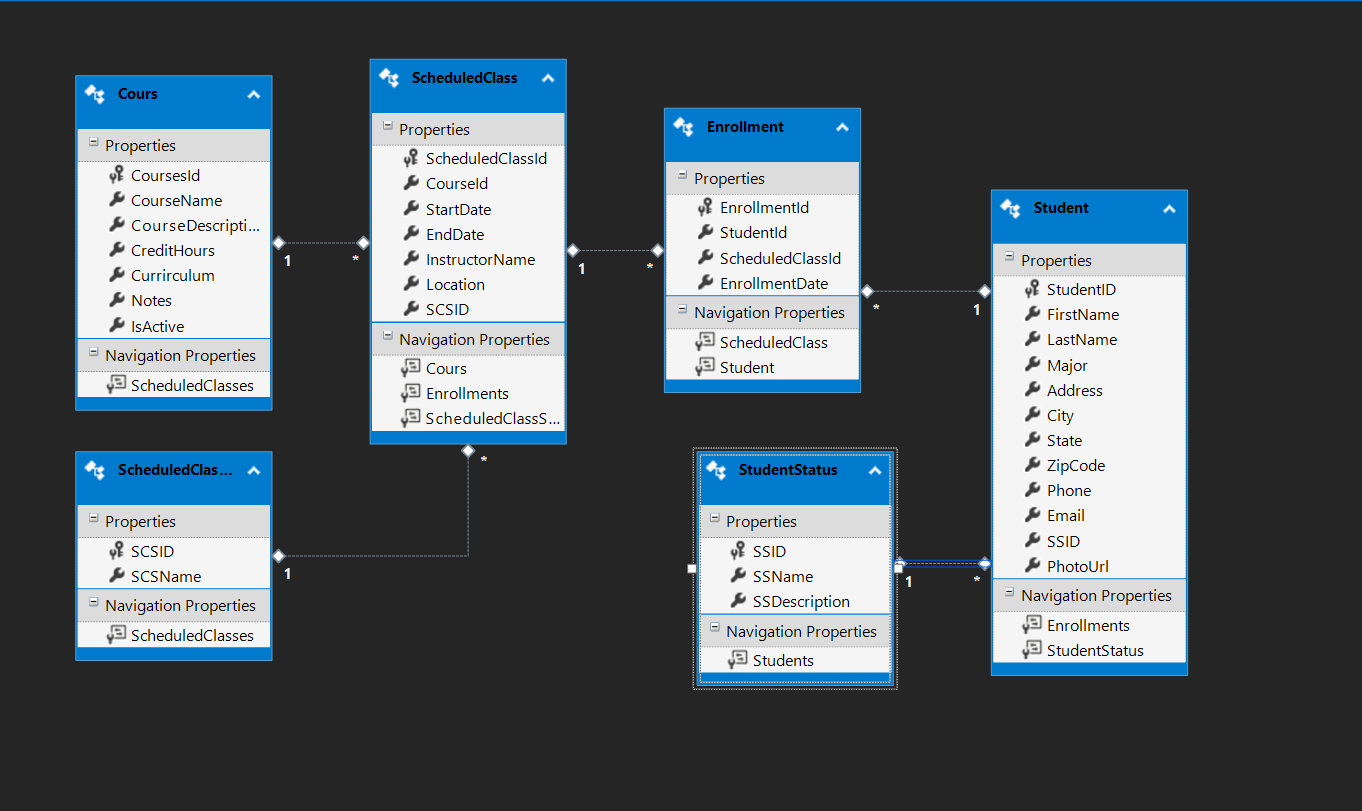 Cours
Properties
CoursesId
CourseName
CourseDescripti...
CreditHours
Currirculum
Notes
IsActive
Navigation Properties
ScheduledClasses
1
*
ScheduledClass
Properties
ScheduledClassId
CourseId
StartDate
EndDate
InstructorName
Location
SCSID
Navigation Properties
Cours
Enrollments
ScheduledClassS...
1
*
Enrollment
Properties
EnrollmentId
StudentId
ScheduledClassId
EnrollmentDate
Navigation Properties
ScheduledClass
Student
*
1
Student
Properties
StudentID
FirstName
LastName
Major
Address
City
State
ZipCode
Phone
Email
SSID
PhotoUrl
Navigation Properties
Enrollments
StudentStatus
ScheduledClas...
Properties
SCSID
SCSName
Navigation Properties
ScheduledClasses
1
*
StudentStatus
Properties
SSID
SSName
SSDescription
Navigation Properties
Students
1
*